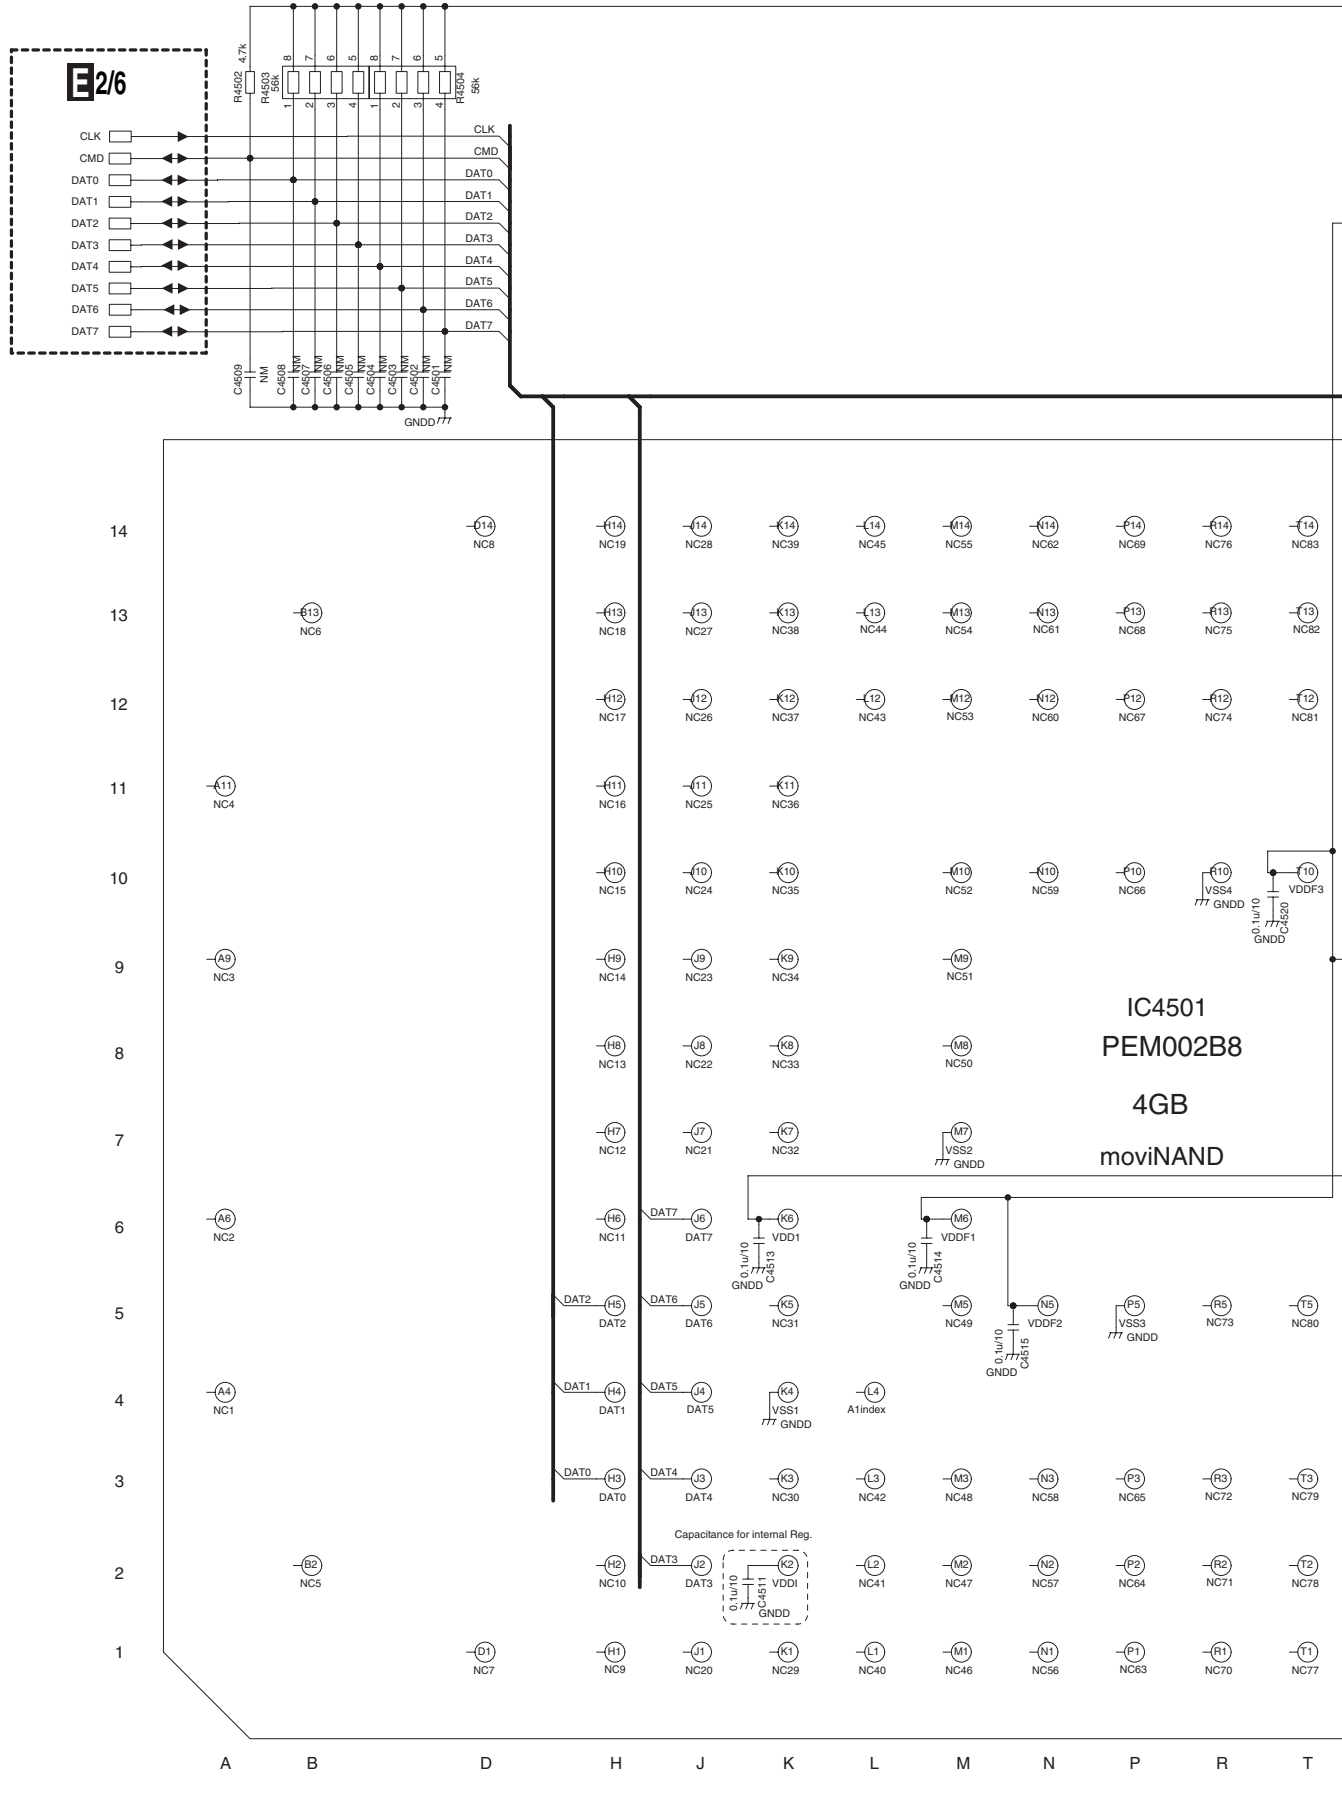 E 2/6
R4502 4.7k
R4503
56k
8 7 6 5 8 7 6 5
1 2 3 4 1 2 3 4
R4504
56k
CLK CLK
CMD CMD
DAT0 DAT0
DAT1 DAT1
DAT2 DAT2
DAT3 DAT3
DAT4 DAT4
DAT5 DAT5
DAT6 DAT6
DAT7 DAT7
C4509 NM
C4508 NM
C4507 NM
C4506 NM
C4505 NM
C4504 NM
C4503 NM
C4502 NM
C4501 NM
GNDD
14 D14 H14 J14 K14 L14 M14 N14 P14 R14 T14
NC8 NC19 NC28 NC39 NC45 NC55 NC62 NC69 NC76 NC83
13 B13 H13 J13 K13 L13 M13 N13 P13 R13 T13
NC6 NC18 NC27 NC38 NC44 NC54 NC61 NC68 NC75 NC82
12 H12 J12 K12 L12 M12 N12 P12 R12 T12
NC17 NC26 NC37 NC43 NC53 NC60 NC67 NC74 NC81
11 A11 H11 J11 K11
NC4 NC16 NC25 NC36
10 H10 J10 K10 M10 N10 P10 R10 T10
NC15 NC24 NC35 NC52 NC59 NC66 VSS4 VDDF3
GNDD
0.1u/10
C4520
GNDD
9 A9 H9 J9 K9 M9
NC3 NC14 NC23 NC34 NC51
IC4501
PEM002B8
4GB
moviNAND
8 H8 J8 K8 M8
NC13 NC22 NC33 NC50
7 H7 J7 K7 M7
NC12 NC21 NC32 VSS2
GNDD
6 A6 H6 DAT7 J6 K6 M6
NC2 NC11 DAT7 VDD1 VDDF1
0.1u/10
C4513
GNDD
0.1u/10
C4514
GNDD
5 DAT2 H5 DAT6 J5 K5 M5 N5 P5 R5 T5
DAT2 DAT6 NC31 NC49 VDDF2 VSS3 NC73 NC80
GNDD
0.1u/10
C4515
GNDD
4 A4 DAT1 H4 DAT5 J4 K4 L4
NC1 DAT1 DAT5 VSS1 A1index
GNDD
3 DAT0 H3 DAT4 J3 K3 L3 M3 N3 P3 R3 T3
DAT0 DAT4 NC30 NC42 NC48 NC58 NC65 NC72 NC79
Capacitance for internal Reg.
2 B2 H2 DAT3 J2 K2 L2 M2 N2 P2 R2 T2
NC5 NC10 DAT3 VDDI NC41 NC47 NC57 NC64 NC71 NC78
0.1u/10
C4511
GNDD
1 D1 H1 J1 K1 L1 M1 N1 P1 R1 T1
NC7 NC9 NC20 NC29 NC40 NC46 NC56 NC63 NC70 NC77
A B D H J K L M N P R T